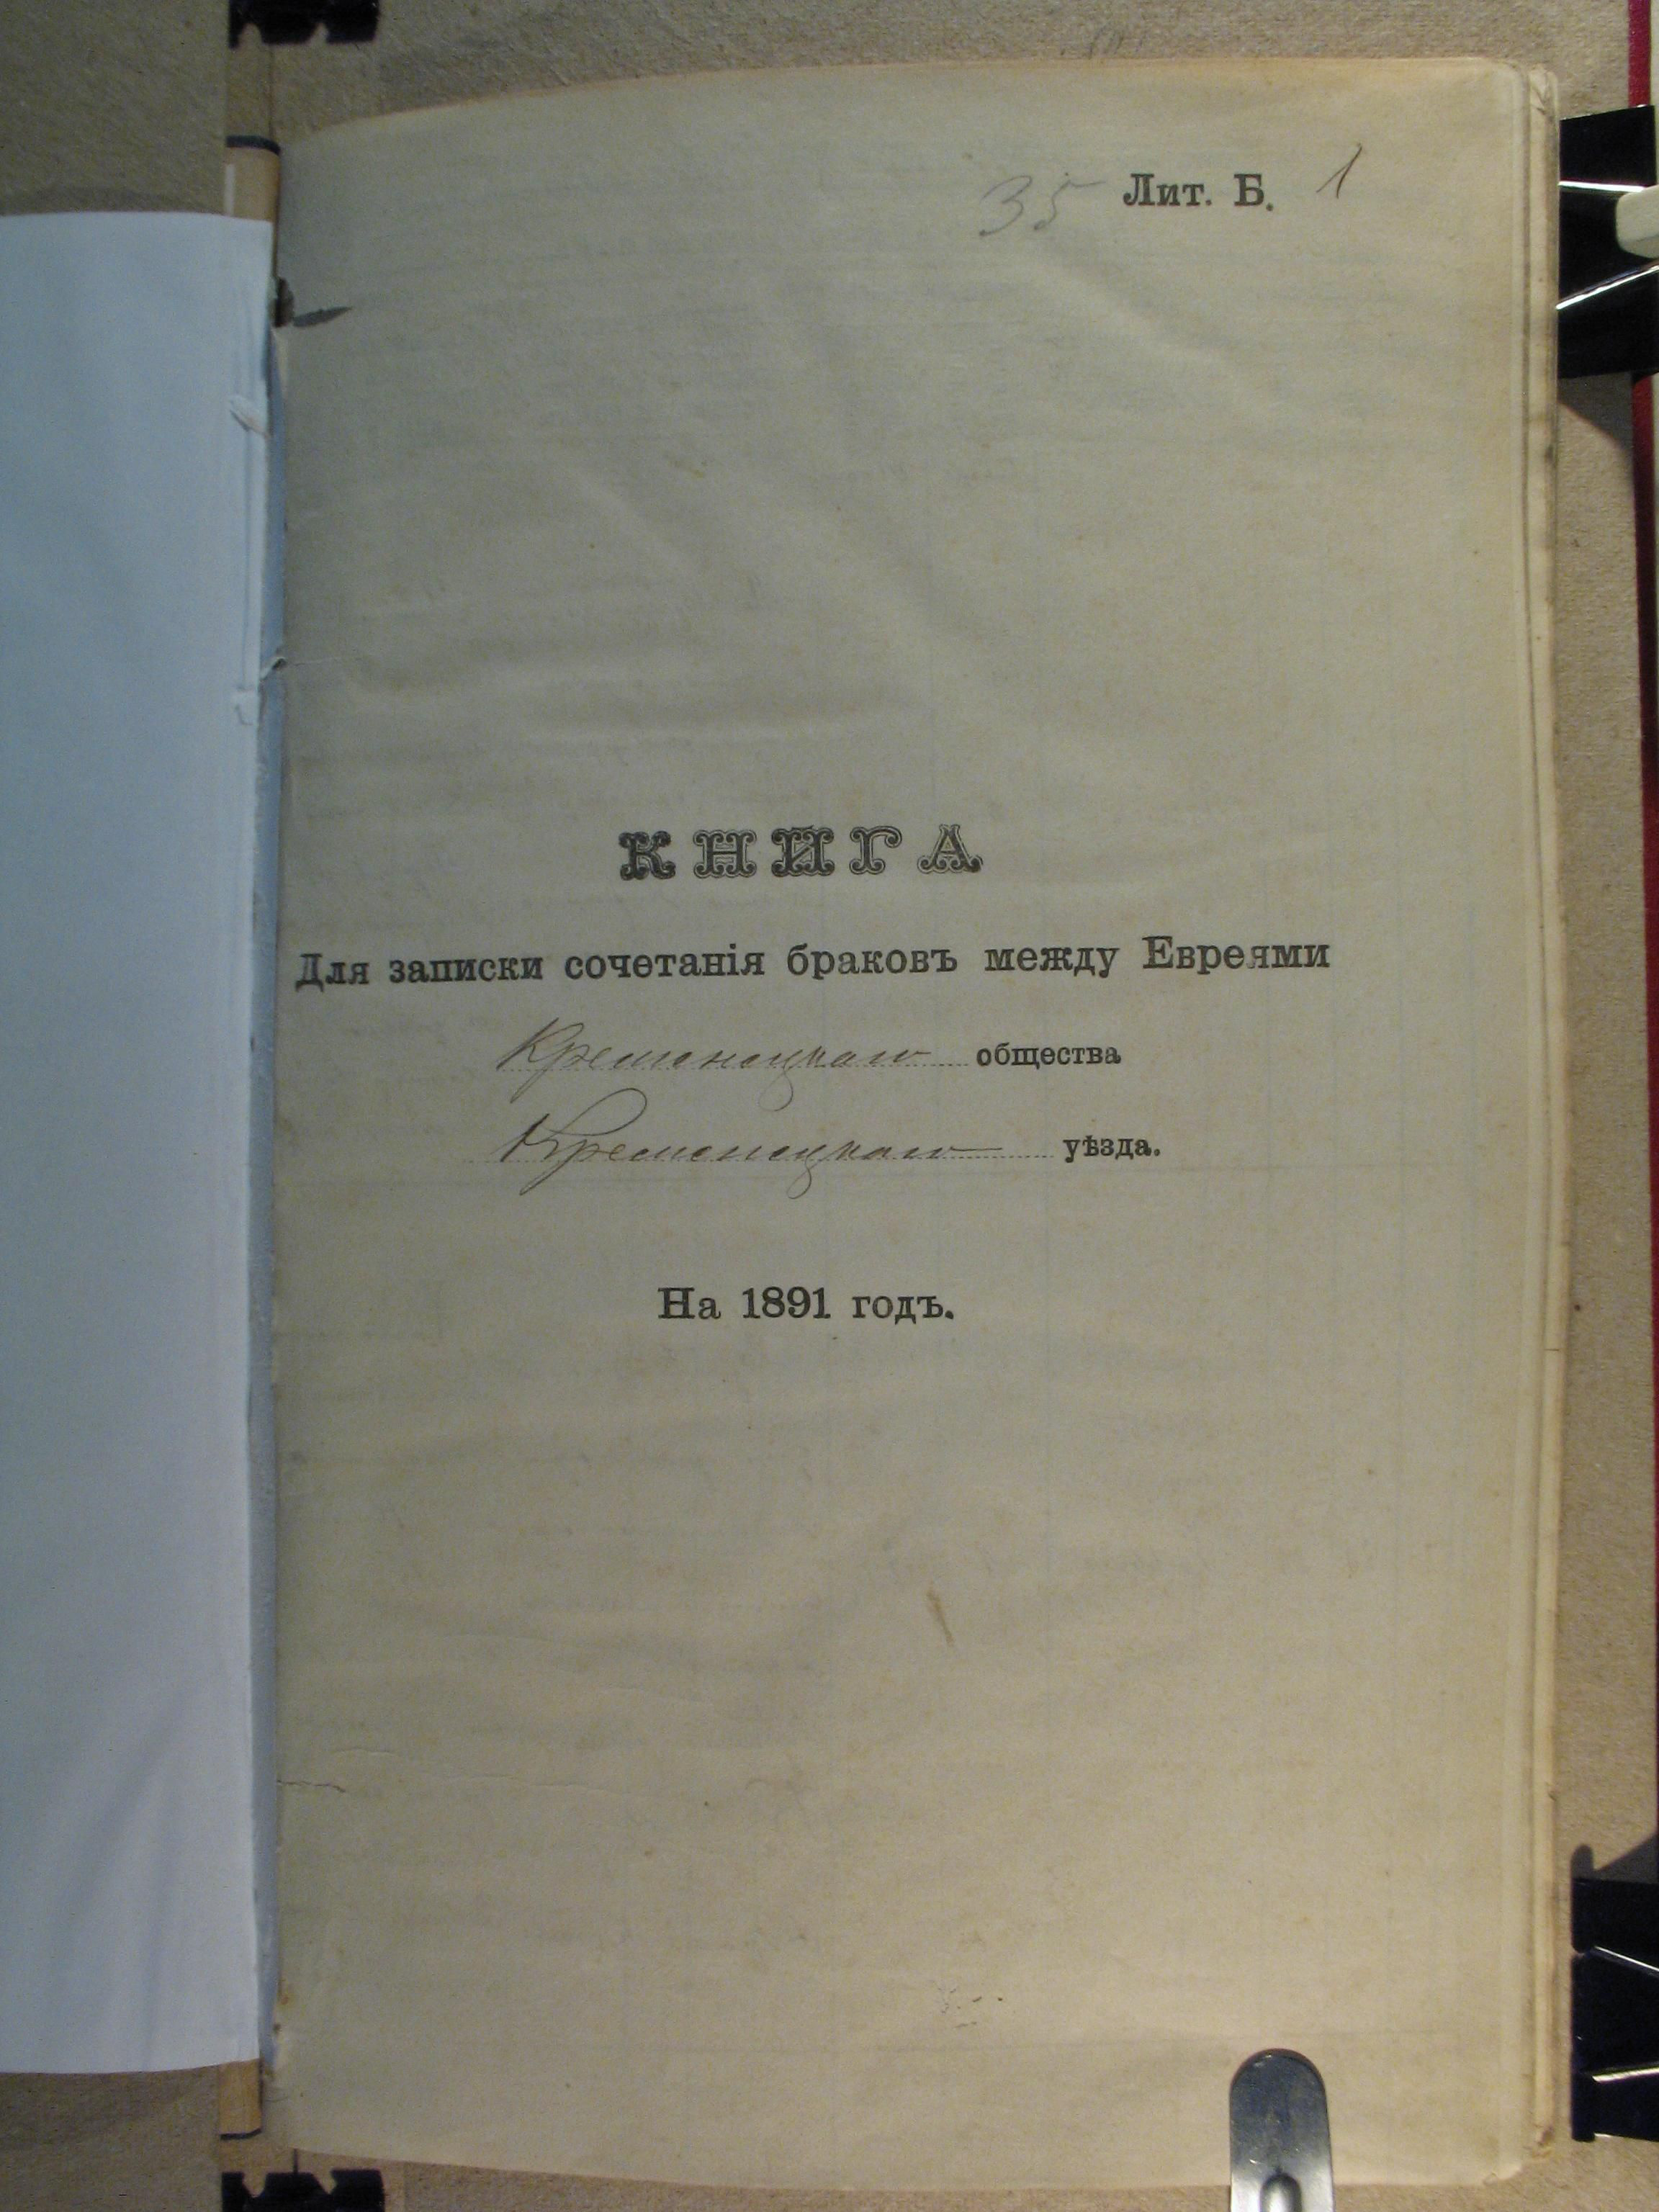 35 Лит. Б. 1
КНИГА
Для записки сочетанія браковъ между Евреями
Кременецкаго общества
Кременецкаго уѣзда.
На 1891 годъ.